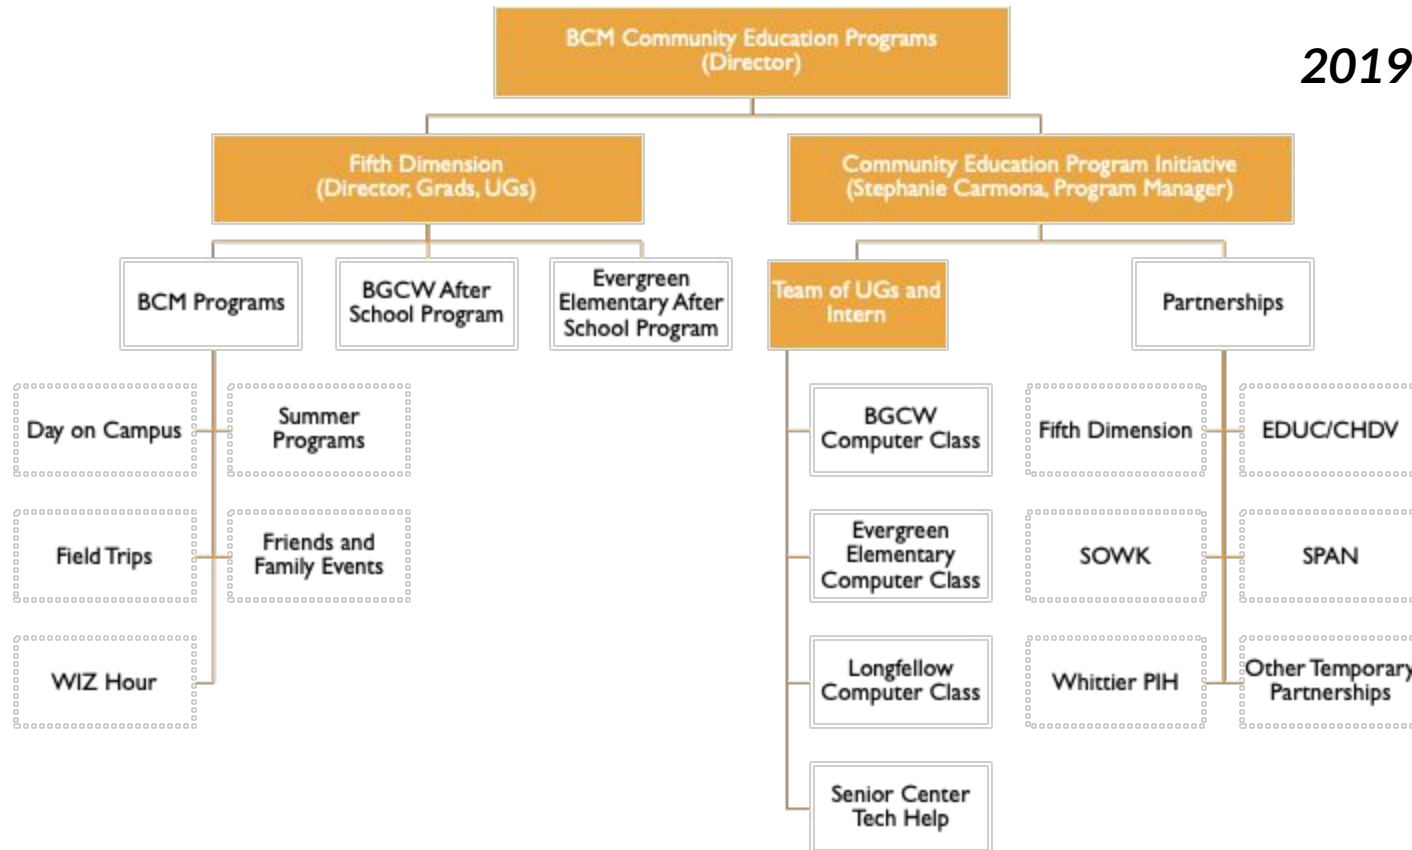 BCM Community Education Programs
(Director)
2019
Fifth Dimension
(Director, Grads, UGs)
Community Education Program Initiative
(Stephanie Carmona, Program Manager)
BCM Programs
BGCW After
School Program
Evergreen
Elementary After
School Program
Team of UGs and
Intern
Partnerships
Day on Campus
Summer
Programs
Field Trips
Friends and
Family Events
WIZ Hour
BGCW
Computer Class
Evergreen
Elementary
Computer Class
Longfellow
Computer Class
Senior Center
Tech Help
Fifth Dimension
EDUC/CHDV
SOWK
SPAN
Whittier PIH
Other Temporary
Partnerships